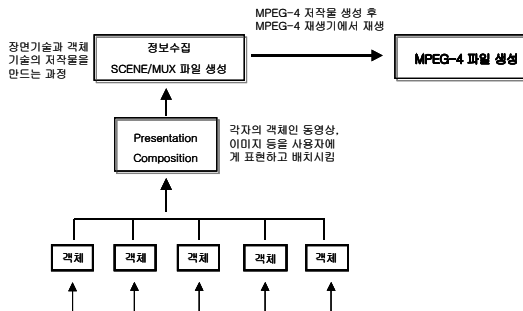 MPEG-4 저작물 생성 후
MPEG-4 재생기에서 재생
장면기술과 객체
기술의 저작물을
만드는 과정
정보수집
SCENE/MUX 파일 생성
MPEG-4 파일 생성
Presentation
Composition
각자의 객체인 동영상,
이미지 등을 사용자에
게 표현하고 배치시킴
객체
객체
객체
객체
객체